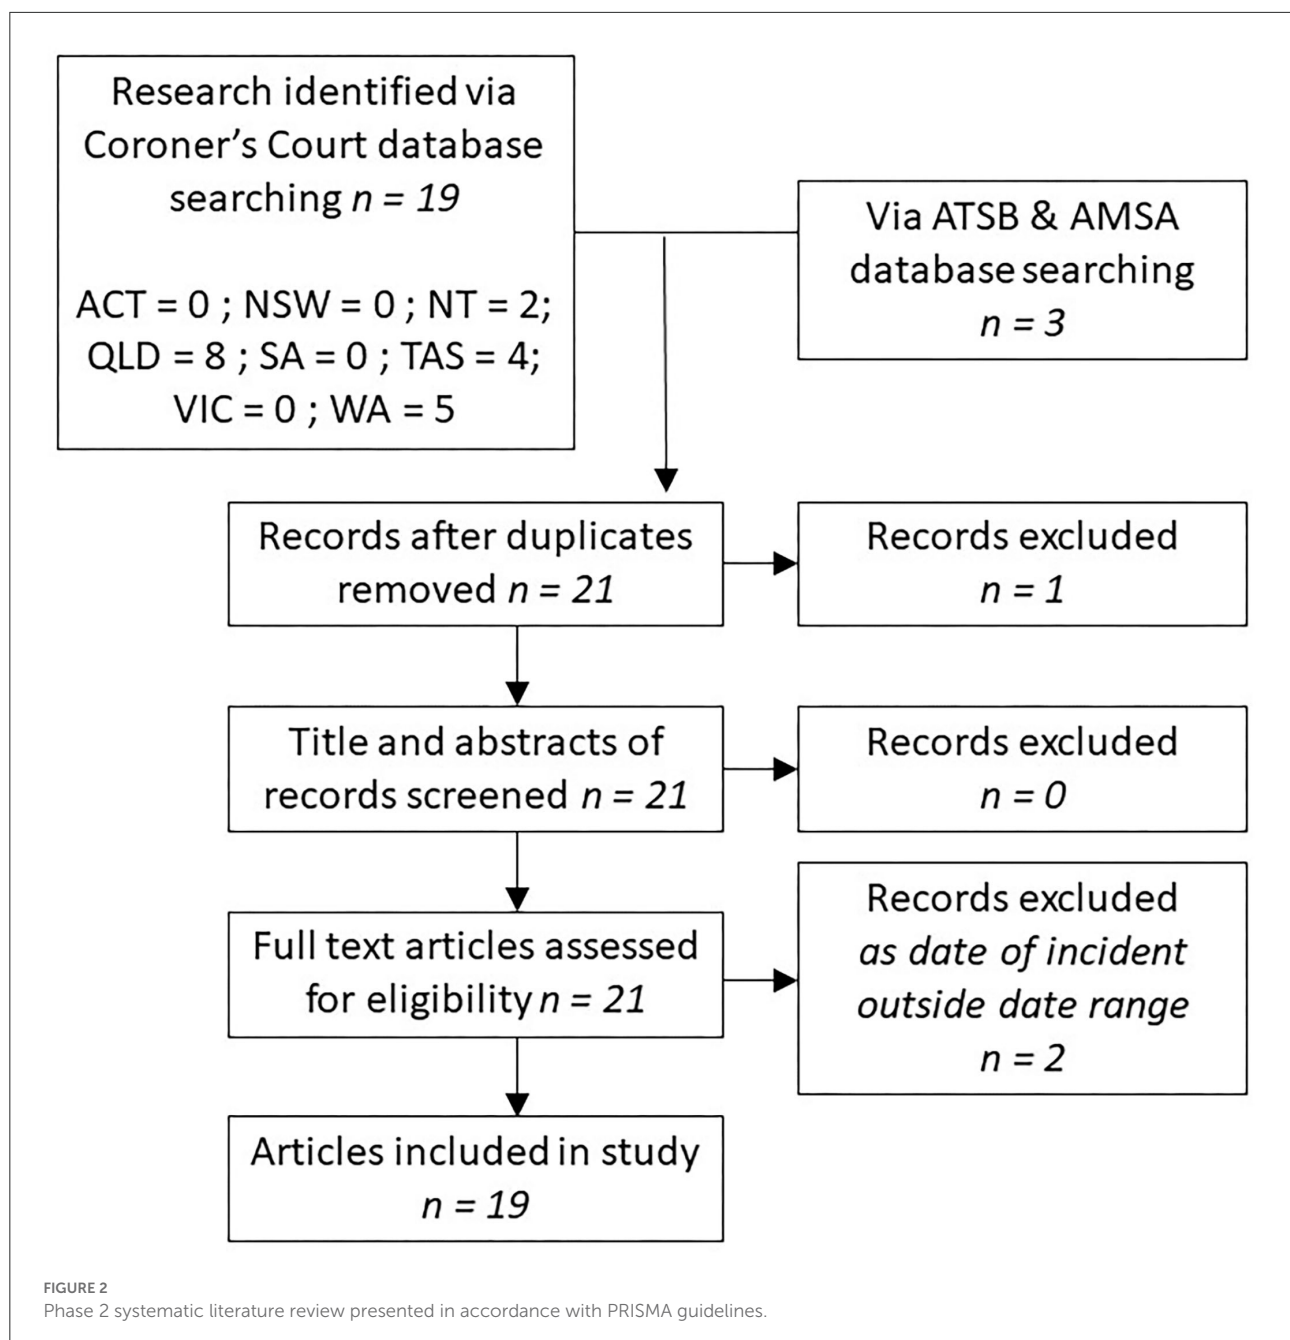 Research identified via
Coroner’s Court database
searching n = 19
ACT = 0 ; NSW = 0 ; NT = 2;
QLD = 8 ; SA = 0 ; TAS = 4;
VIC = 0 ; WA = 5
Via ATSB & AMSA
database searching
n = 3
Records after duplicates
removed n = 21
Records excluded
n = 1
Title and abstracts of
records screened n = 21
Records excluded
n = 0
Full text articles assessed
for eligibility n = 21
Records excluded
as date of incident
outside date range
n = 2
Articles included in study
n = 19
FIGURE 2
Phase 2 systematic literature review presented in accordance with PRISMA guidelines.